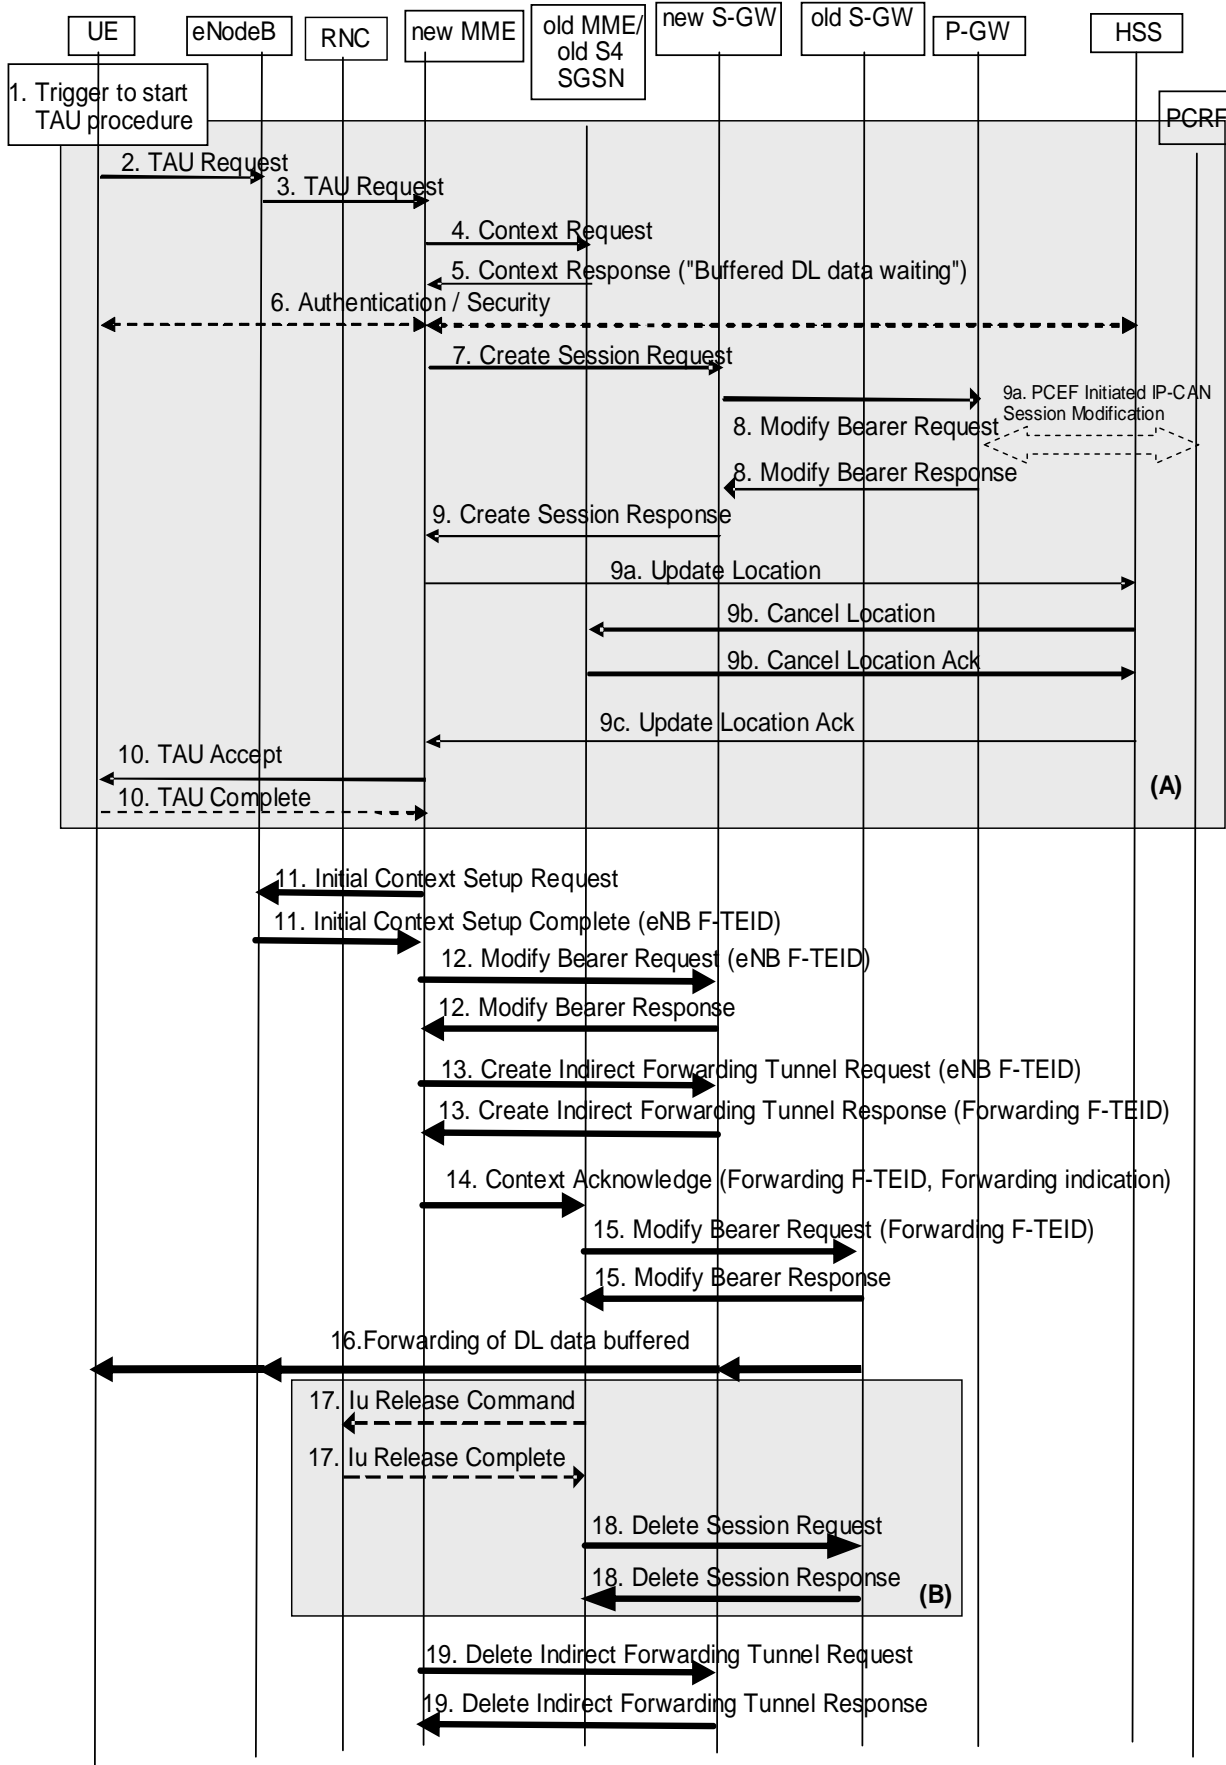 UE
eNodeB
RNC
new MME
old MME/
old S4
SGSN
new S-GW
old S-GW
P-GW
HSS
PCRF
1. Trigger to start
TAU procedure
2. TAU Request
3. TAU Request
4. Context Request
5. Context Response ("Buffered DL data waiting")
6. Authentication / Security
7. Create Session Request
9a. PCEF Initiated IP-CAN
Session Modification
8. Modify Bearer Request
8. Modify Bearer Response
9. Create Session Response
9a. Update Location
9b. Cancel Location
9b. Cancel Location Ack
9c. Update Location Ack
10. TAU Accept
10. TAU Complete
(A)
11. Initial Context Setup Request
11. Initial Context Setup Complete (eNB F-TEID)
12. Modify Bearer Request (eNB F-TEID)
12. Modify Bearer Response
13. Create Indirect Forwarding Tunnel Request (eNB F-TEID)
13. Create Indirect Forwarding Tunnel Response (Forwarding F-TEID)
14. Context Acknowledge (Forwarding F-TEID, Forwarding indication)
15. Modify Bearer Request (Forwarding F-TEID)
15. Modify Bearer Response
16.Forwarding of DL data buffered
17. Iu Release Command
17. Iu Release Complete
18. Delete Session Request
18. Delete Session Response
(B)
19. Delete Indirect Forwarding Tunnel Request
19. Delete Indirect Forwarding Tunnel Response